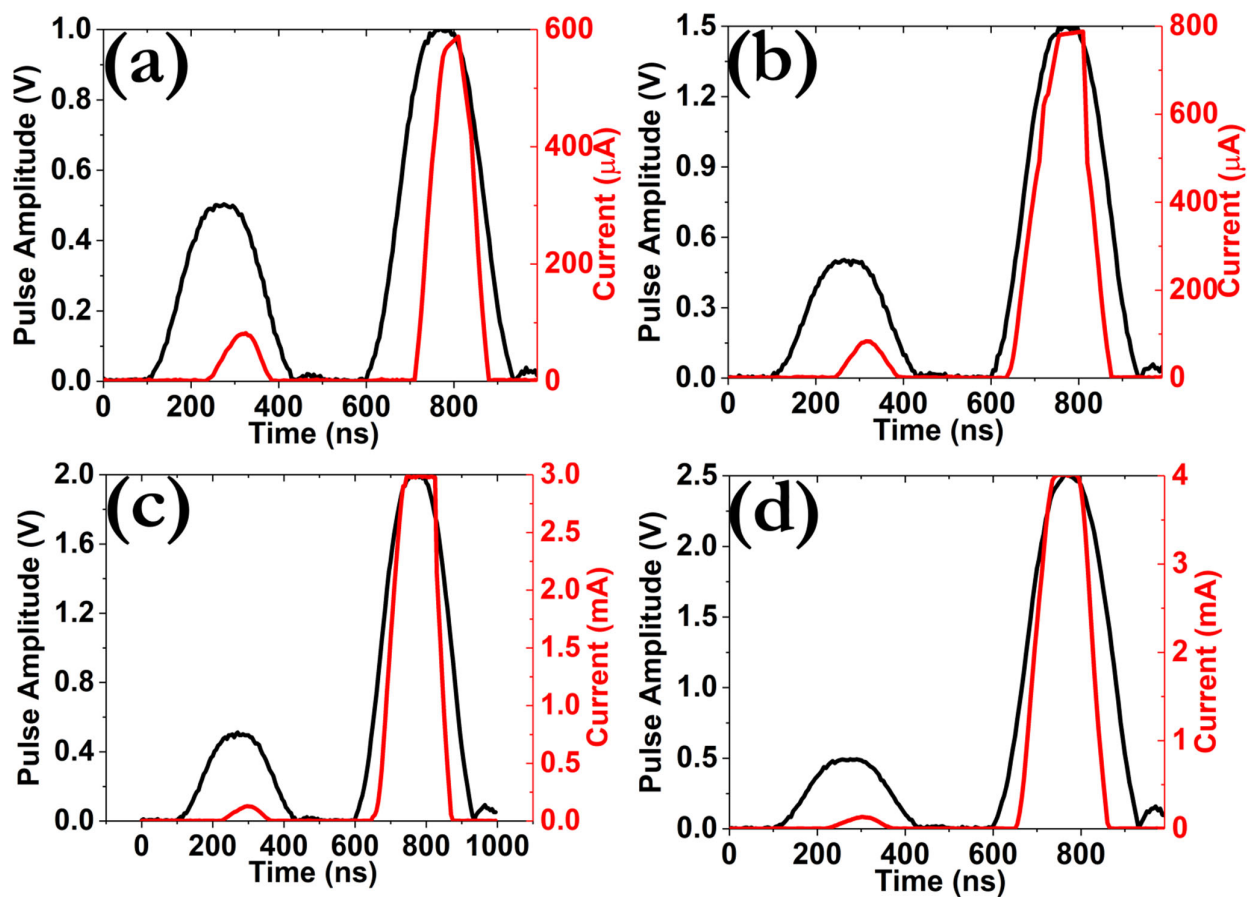 (a)
Pulse Amplitude (V)
1.0
0.8
0.6
0.4
0.2
0.0
0 200 400 600 800
Time (ns)
600
400
200
0
Current (μA)
(b)
Pulse Amplitude (V)
1.5
1.2
0.9
0.6
0.3
0.0
0 200 400 600 800
Time (ns)
800
600
400
200
0
Current (μA)
(c)
Pulse Amplitude (V)
2.0
1.6
1.2
0.8
0.4
0.0
0 200 400 600 800 1000
Time (ns)
3.0
2.5
2.0
1.5
1.0
0.5
0.0
Current (mA)
(d)
Pulse Amplitude (V)
2.5
2.0
1.5
1.0
0.5
0.0
0 200 400 600 800
Time (ns)
4
3
2
1
0
Current (mA)